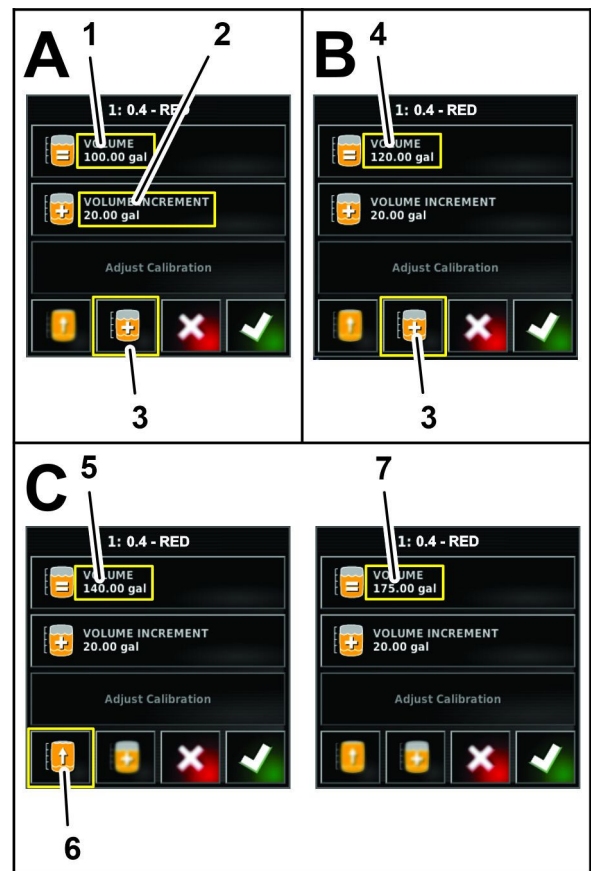 A
1
2
1: 0.4 - RED
VOLUME
100.00 gal
VOLUME INCREMENT
20.00 gal
Adjust Calibration
3
B
4
1: 0.4 - RED
VOLUME
120.00 gal
VOLUME INCREMENT
20.00 gal
Adjust Calibration
3
C
5
1: 0.4 - RED
VOLUME
140.00 gal
VOLUME INCREMENT
20.00 gal
Adjust Calibration
6
7
1: 0.4 - RED
VOLUME
175.00 gal
VOLUME INCREMENT
20.00 gal
Adjust Calibration